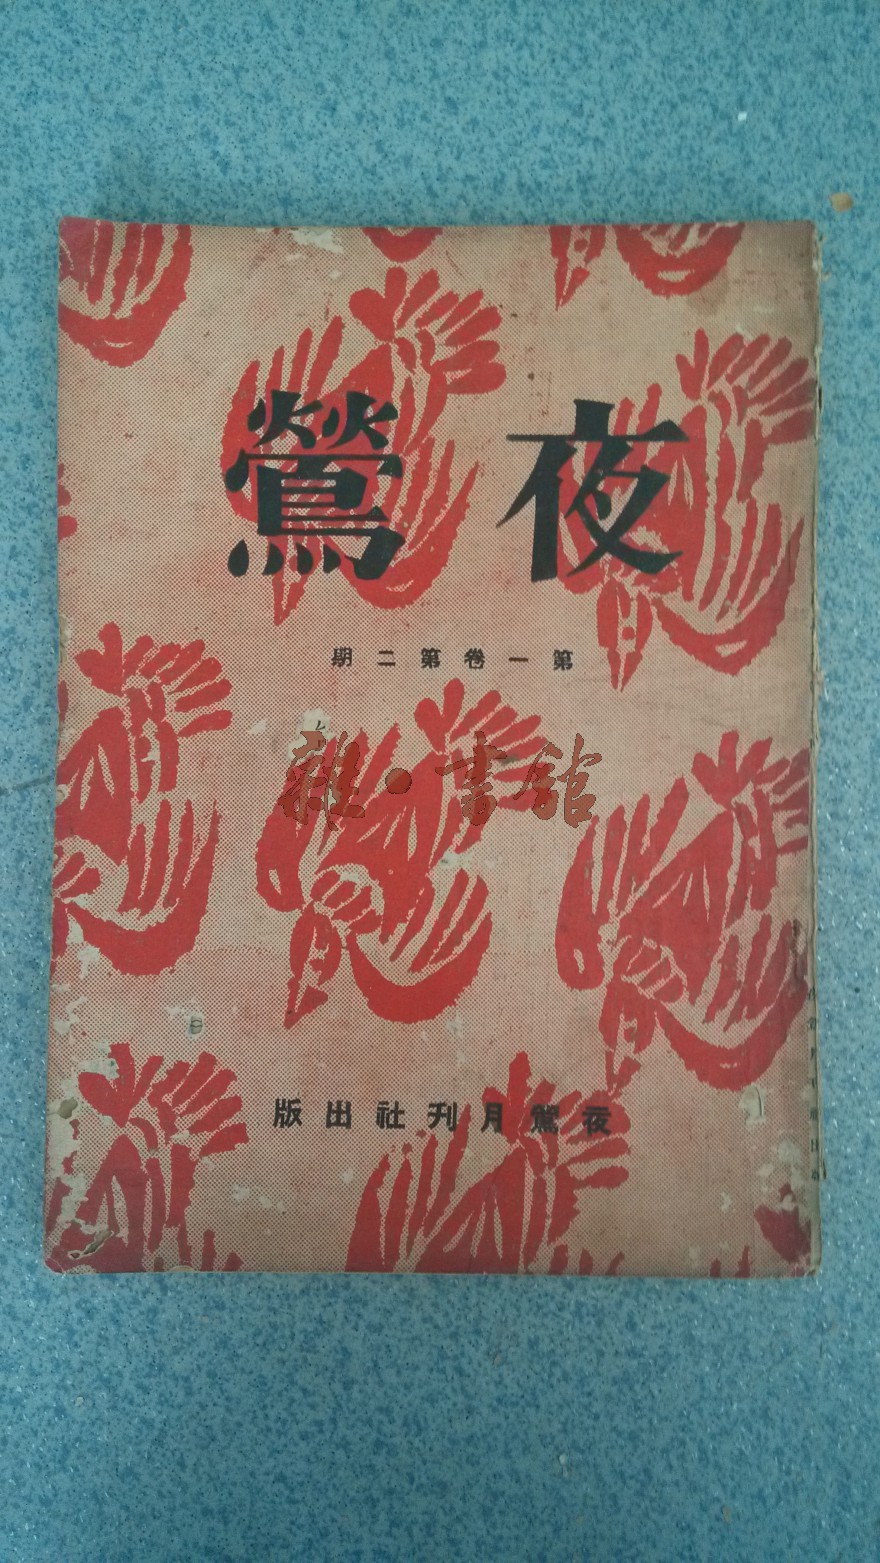 夜鶯
第一卷第二期
雜·書館
夜鶯月刊社出版